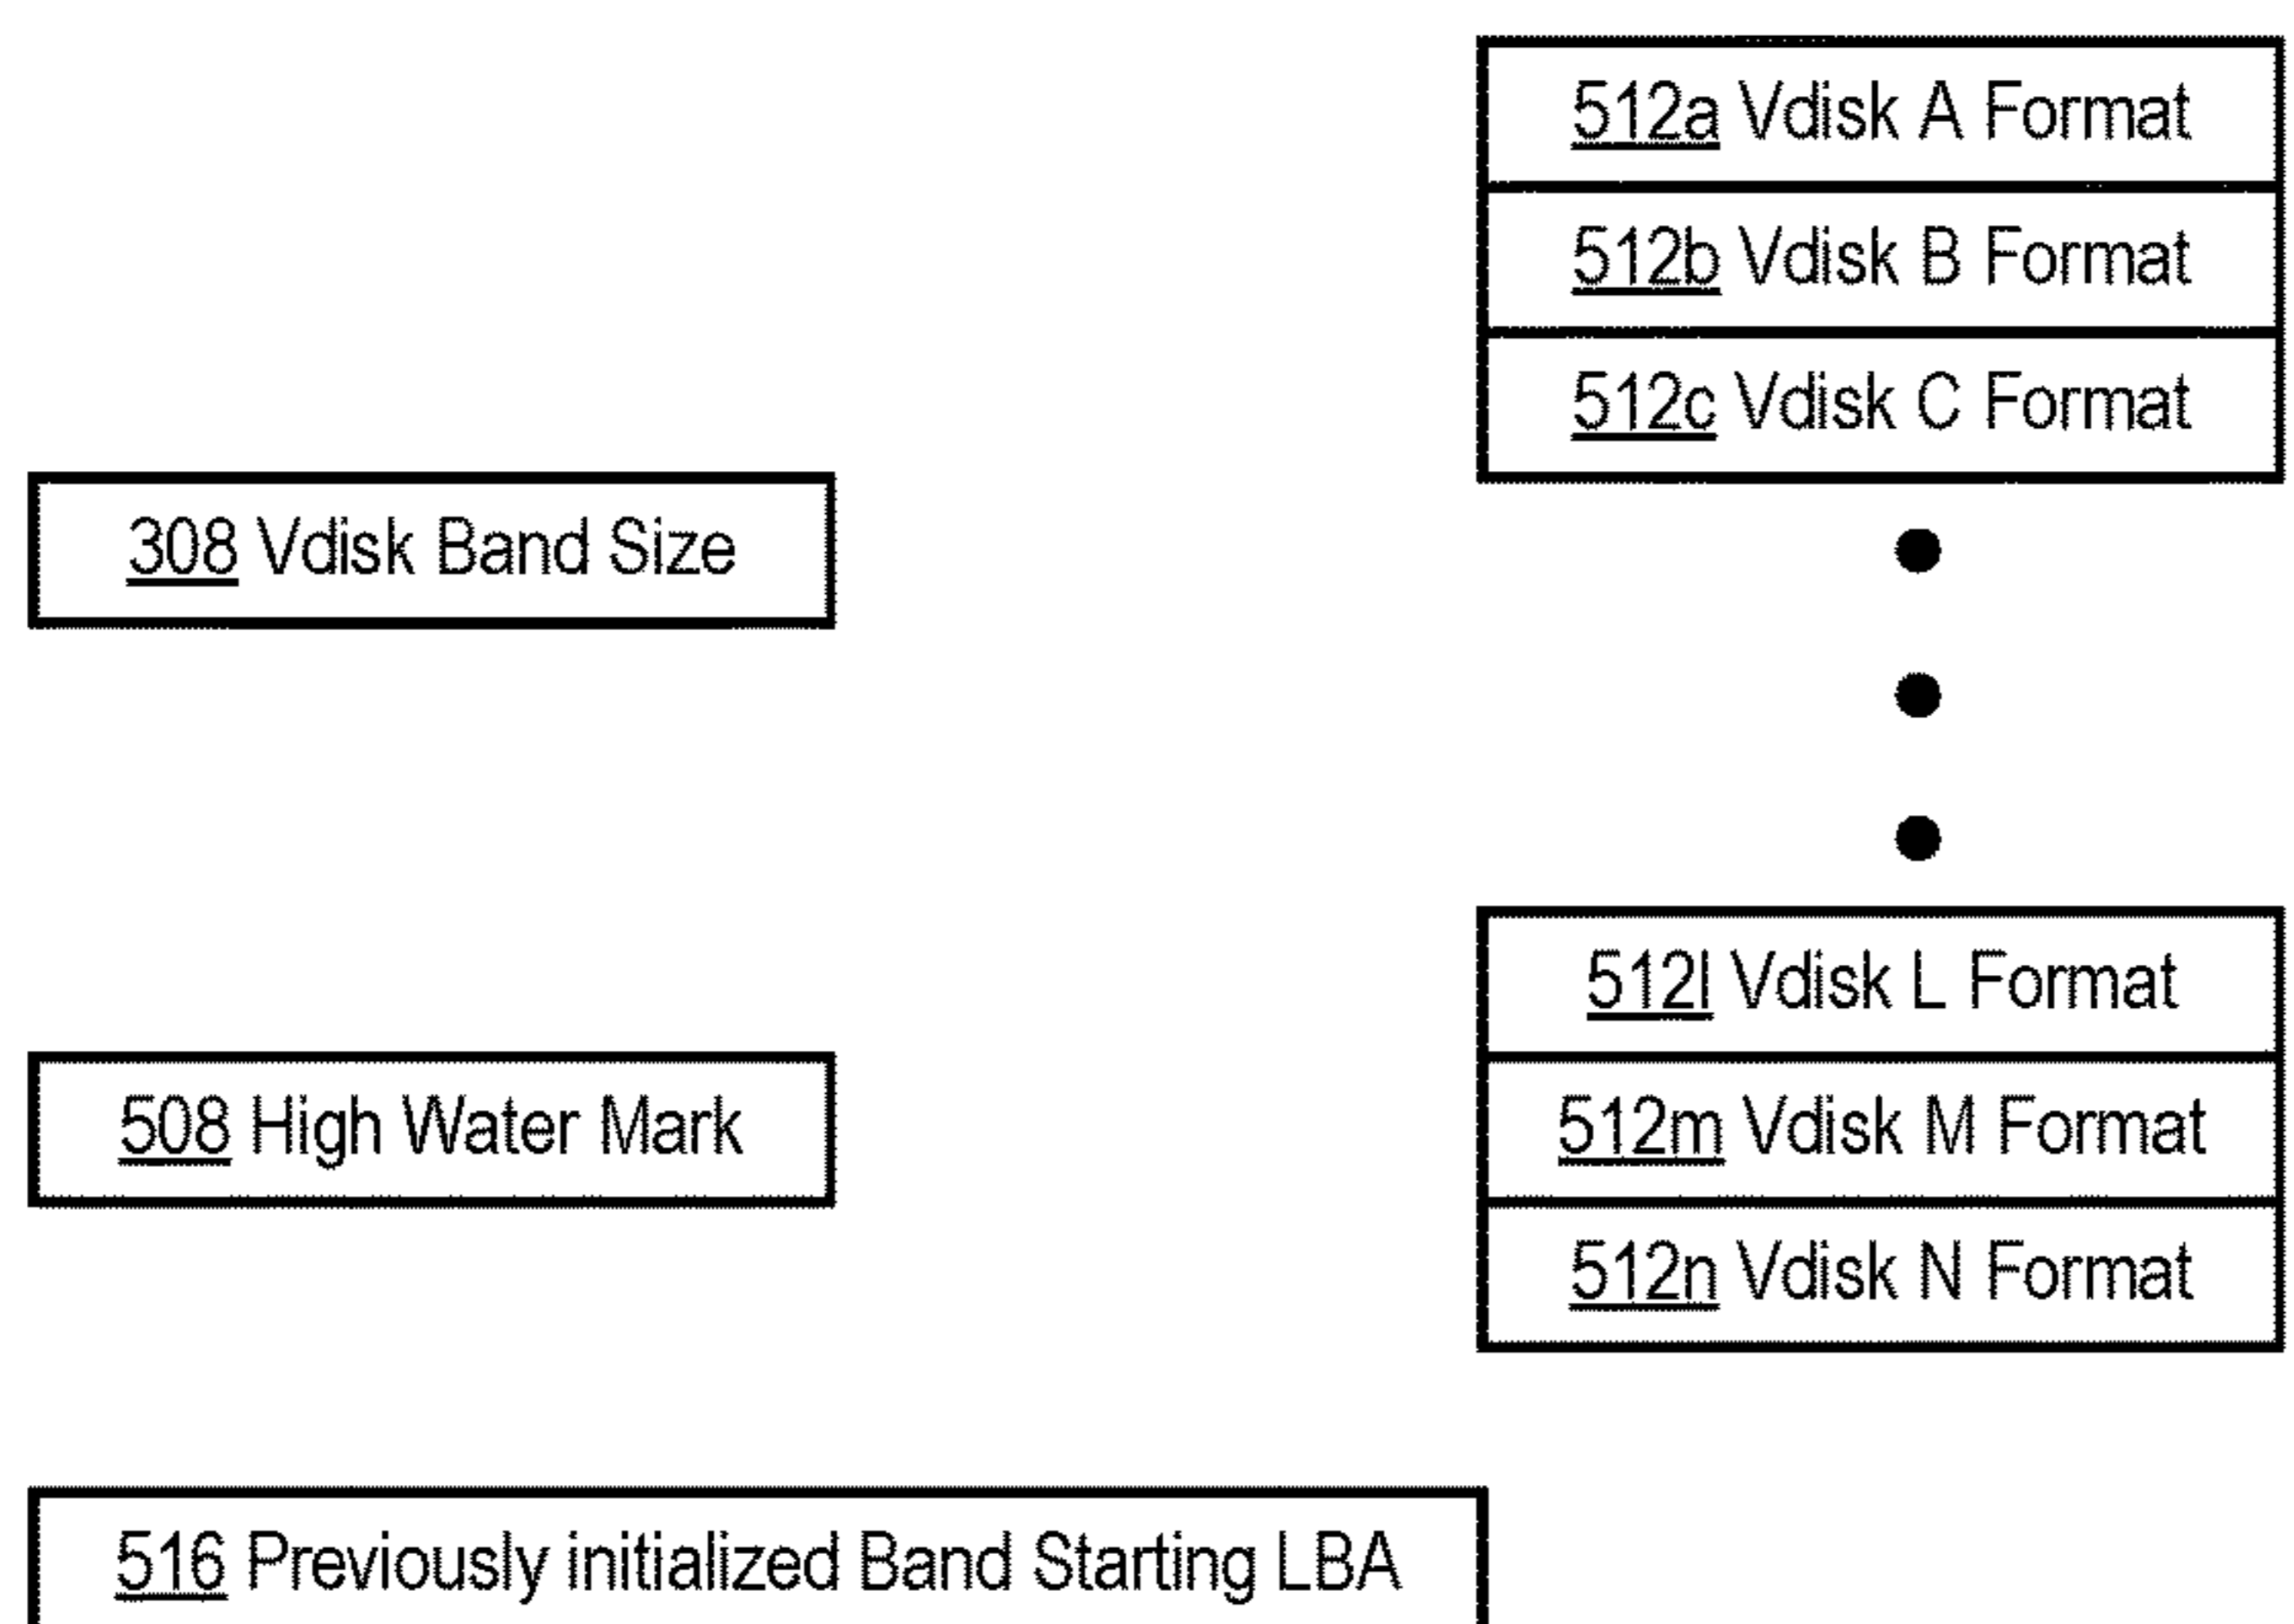 512a Vdisk A Format
512b Vdisk B Format
512c Vdisk C Format
308 Vdisk Band Size
512l Vdisk L Format
508 High Water Mark
512m Vdisk M Format
512n Vdisk N Format
516 Previously initialized Band Starting LBA